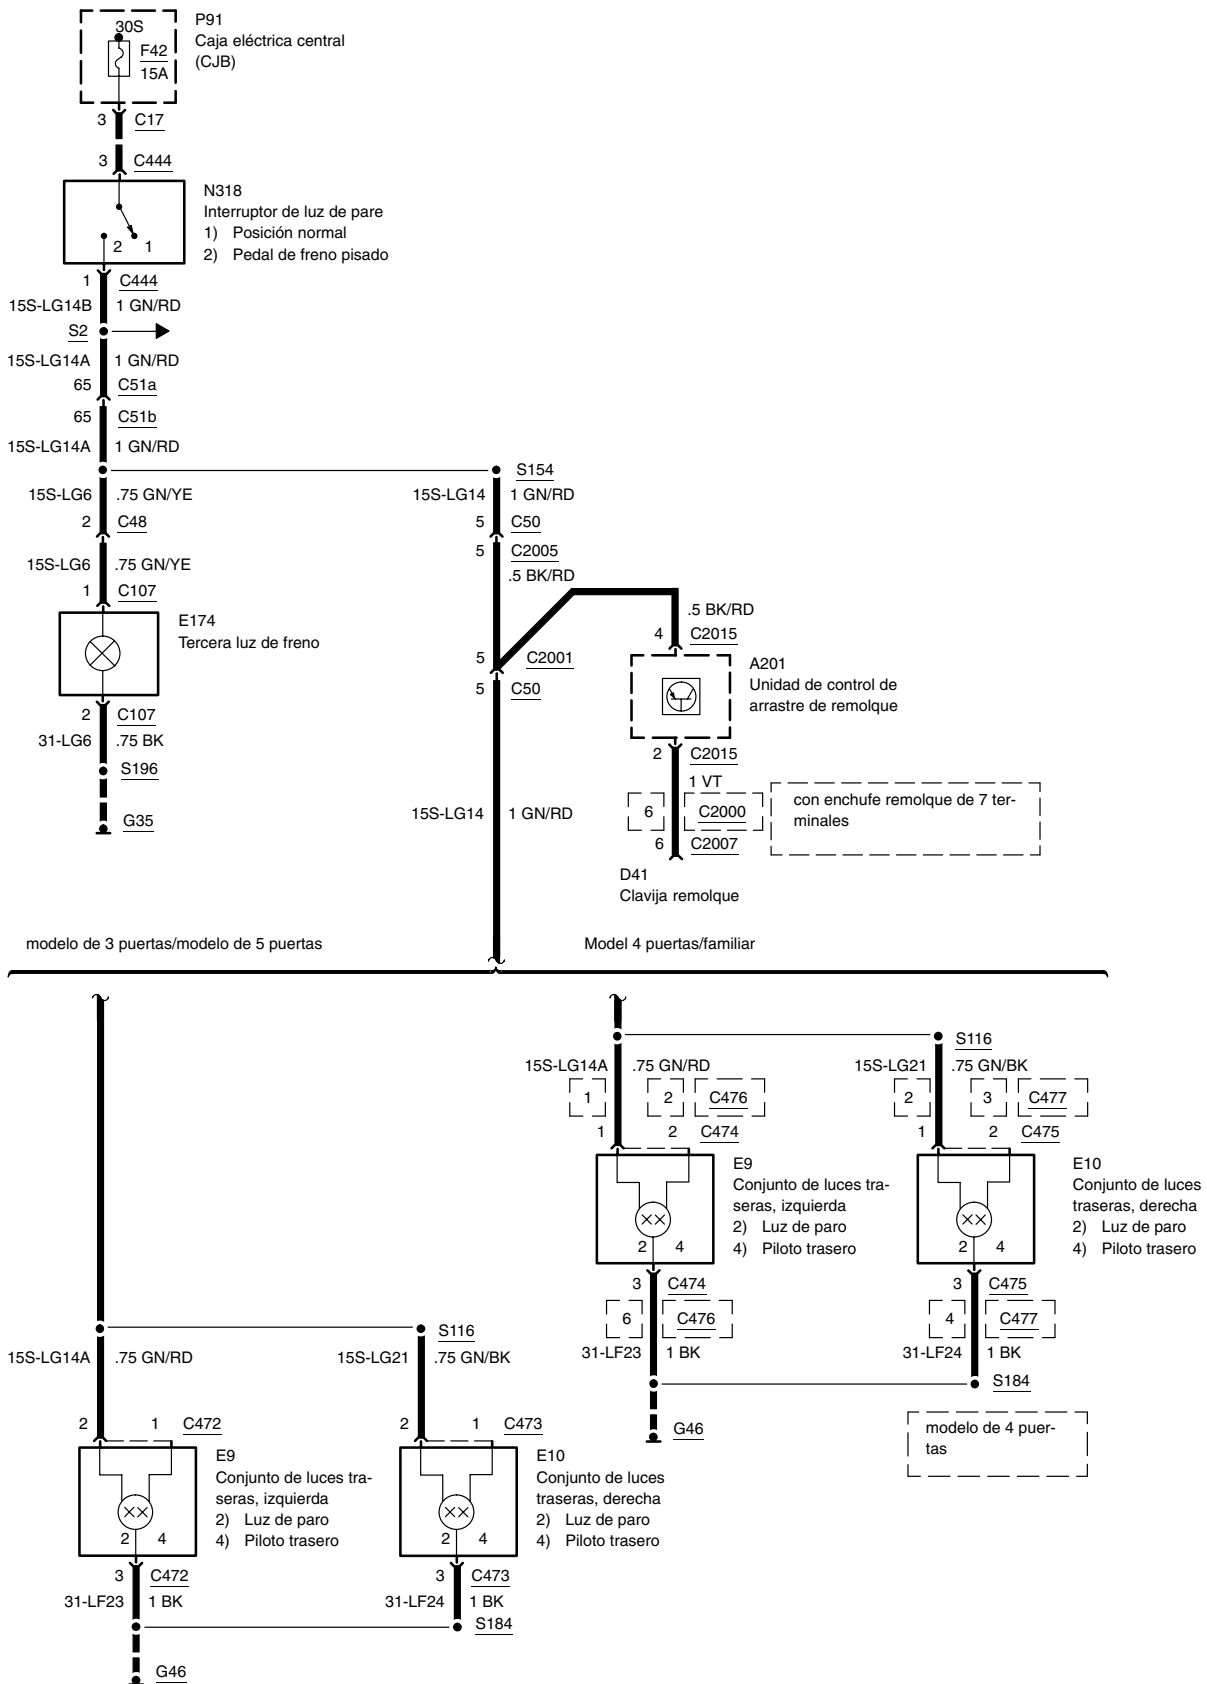 30S
F42
15A
P91
Caja eléctrica central
(CJB)
3 C17
3 C444
N318
Interruptor de luz de pare
1) Posición normal
2) Pedal de freno pisado
2 1
1 C444
15S-LG14B 1 GN/RD
S2
15S-LG14A 1 GN/RD
65 C51a
65 C51b
15S-LG14A 1 GN/RD
S154
15S-LG6 .75 GN/YE
15S-LG14 1 GN/RD
2 C48
5 C50
5 C2005
15S-LG6 .75 GN/YE
.5 BK/RD
1 C107
.5 BK/RD
E174
Tercera luz de freno
4 C2015
5 C2001
5 C50
A201
Unidad de control de
arrastre de remolque
2 C107
31-LG6 .75 BK
S196
G35
2 C2015
1 VT
6 C2000
con enchufe remolque de 7 ter-
minales
15S-LG14 1 GN/RD
6 C2007
D41
Clavija remolque
modelo de 3 puertas/modelo de 5 puertas
Model 4 puertas/familiar
S116
15S-LG14A .75 GN/RD
15S-LG21 .75 GN/BK
1 2 C476
2 3 C477
1 2 C474
1 2 C475
E9
Conjunto de luces tra-
seras, izquierda
2) Luz de paro
4) Piloto trasero
2 4
E10
Conjunto de luces
traseras, derecha
2) Luz de paro
4) Piloto trasero
2 4
3 C474
3 C475
6 C476
4 C477
31-LF23 1 BK
31-LF24 1 BK
S184
G46
modelo de 4 puer-
tas
S116
15S-LG14A .75 GN/RD
15S-LG21 .75 GN/BK
2 1 C472
2 1 C473
E9
Conjunto de luces tra-
seras, izquierda
2) Luz de paro
4) Piloto trasero
2 4
E10
Conjunto de luces
traseras, derecha
2) Luz de paro
4) Piloto trasero
2 4
3 C472
3 C473
31-LF23 1 BK
31-LF24 1 BK
S184
G46